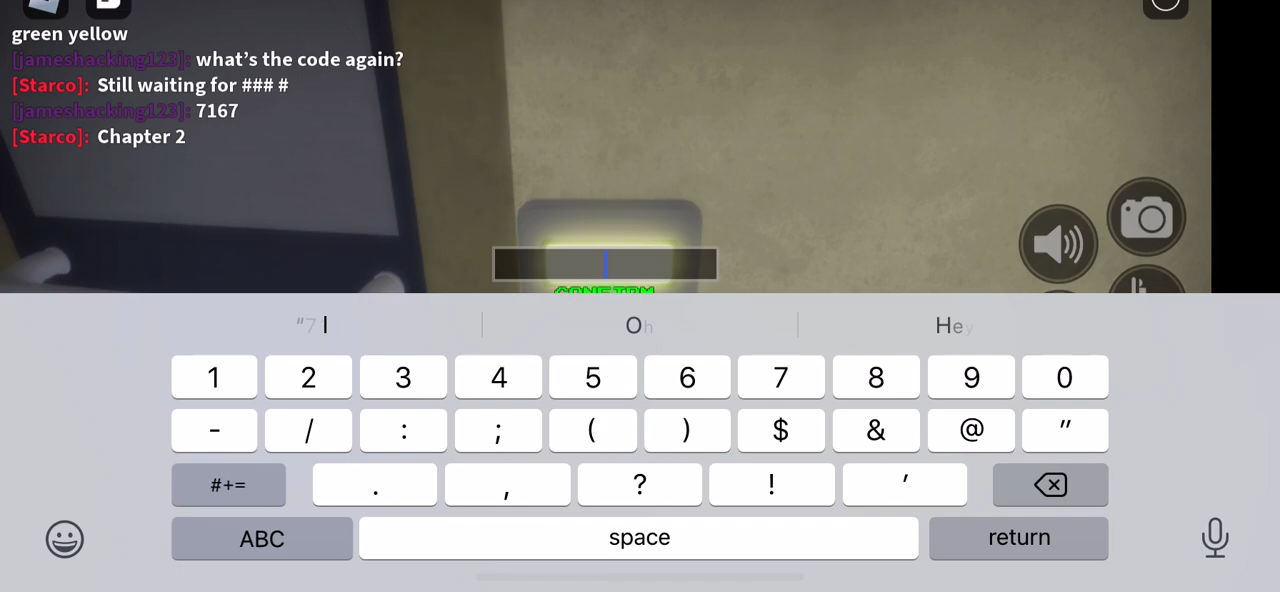 green yellow
[jameshacking123]: what’s the code again?
[Starco]: Still waiting for ### #
[jameshacking123]: 7167
[Starco]: Chapter 2
CONFIRM
"7 Oh Hey
1 2 3 4 5 6 7 8 9 0
- / : ; ( ) $ & @ "
#+= . , ? ! '
ABC space return